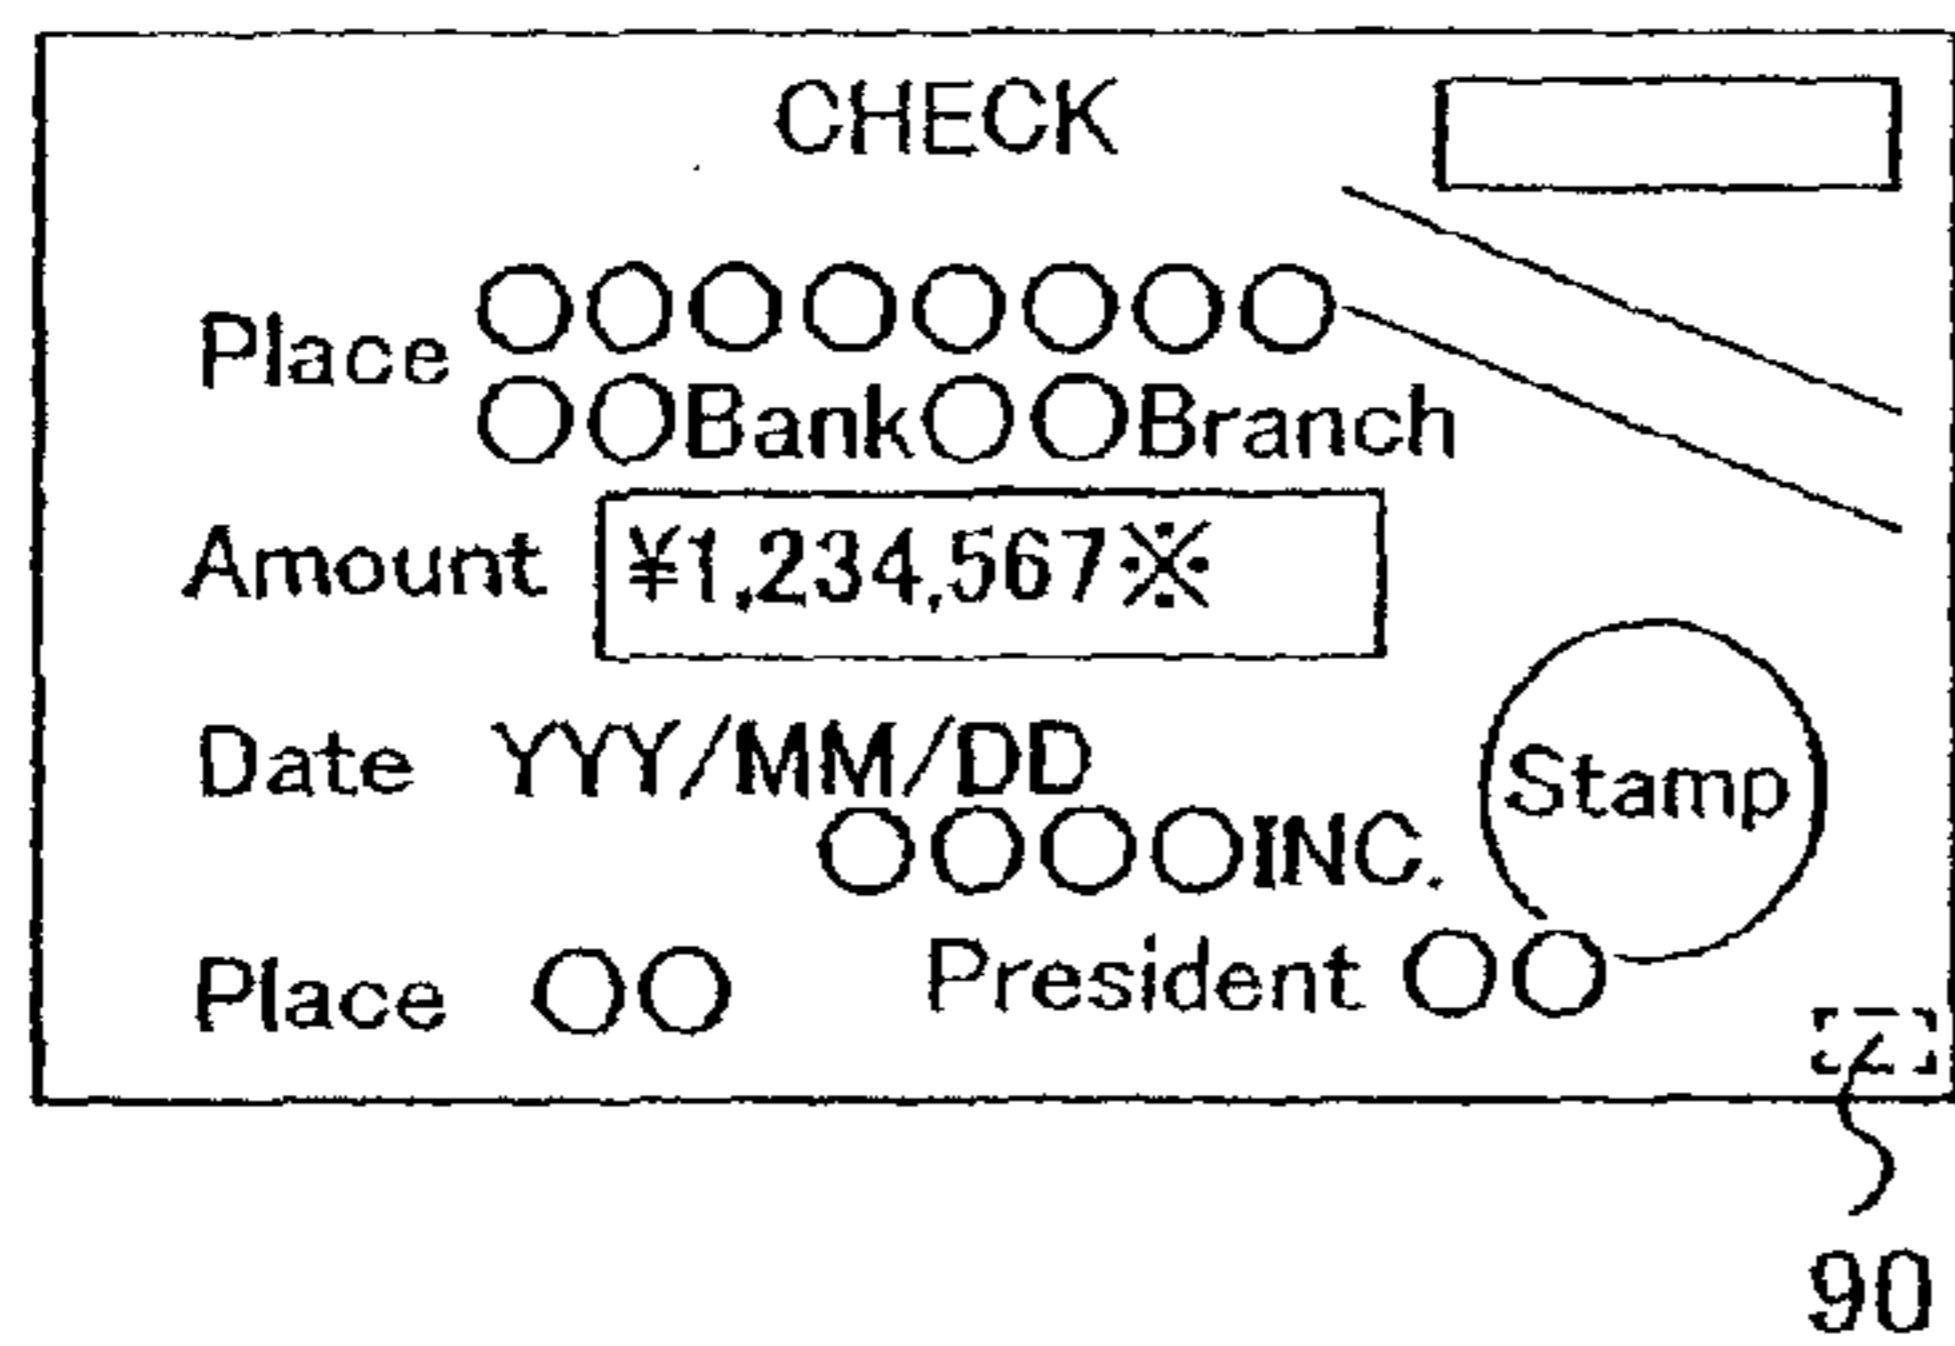 CHECK
Place ○○○○○○○○
○○Bank○○Branch
Amount ¥1,234,567※
Date YYY/MM/DD
○○○○INC.
Stamp
Place ○○ President ○○
90